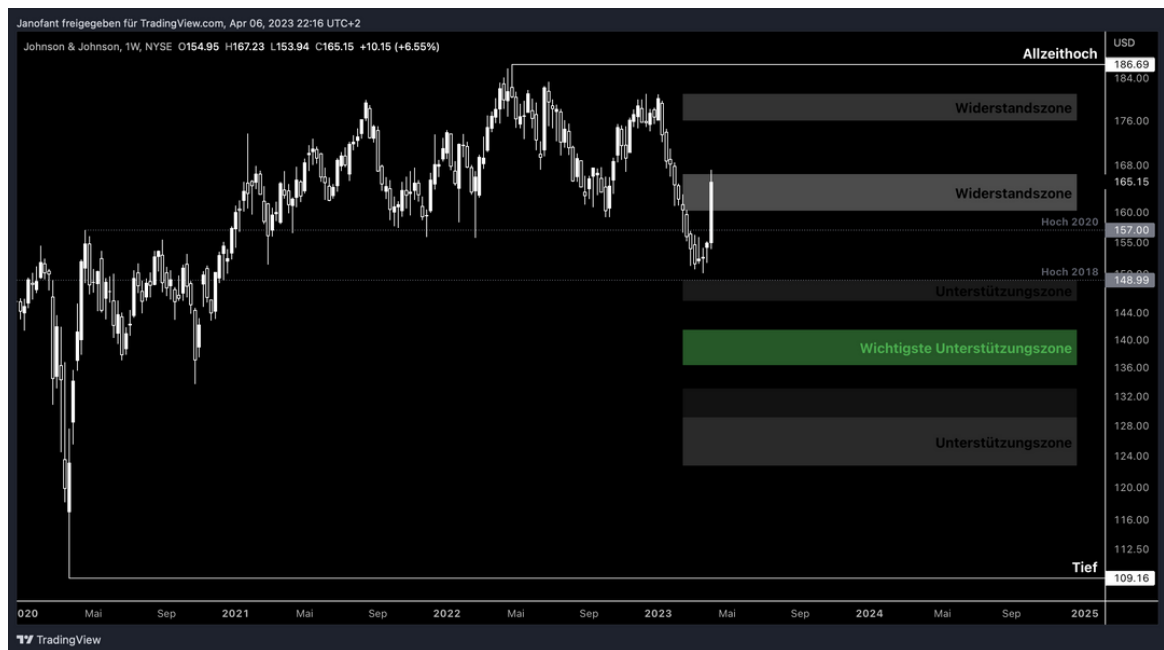 Janofant freigegeben für TradingView.com, Apr 06, 2023 22:16 UTC+2
Johnson & Johnson, 1W, NYSE O154.95 H167.23 L153.94 C165.15 +10.15 (+6.55%)
USD
Allzeithoch
186.69
184.00
Widerstandszone
176.00
168.00
165.15
Widerstandszone
160.00
Hoch 2020
157.00
155.00
Hoch 2018
148.99
Unterstützungszone
144.00
140.00
Wichtigste Unterstützungszone
136.00
132.00
128.00
Unterstützungszone
124.00
120.00
116.00
112.50
Tief
109.16
020 Mai Sep 2021 Mai Sep 2022 Mai Sep 2023 Mai Sep 2024 Mai Sep 2025
TradingView